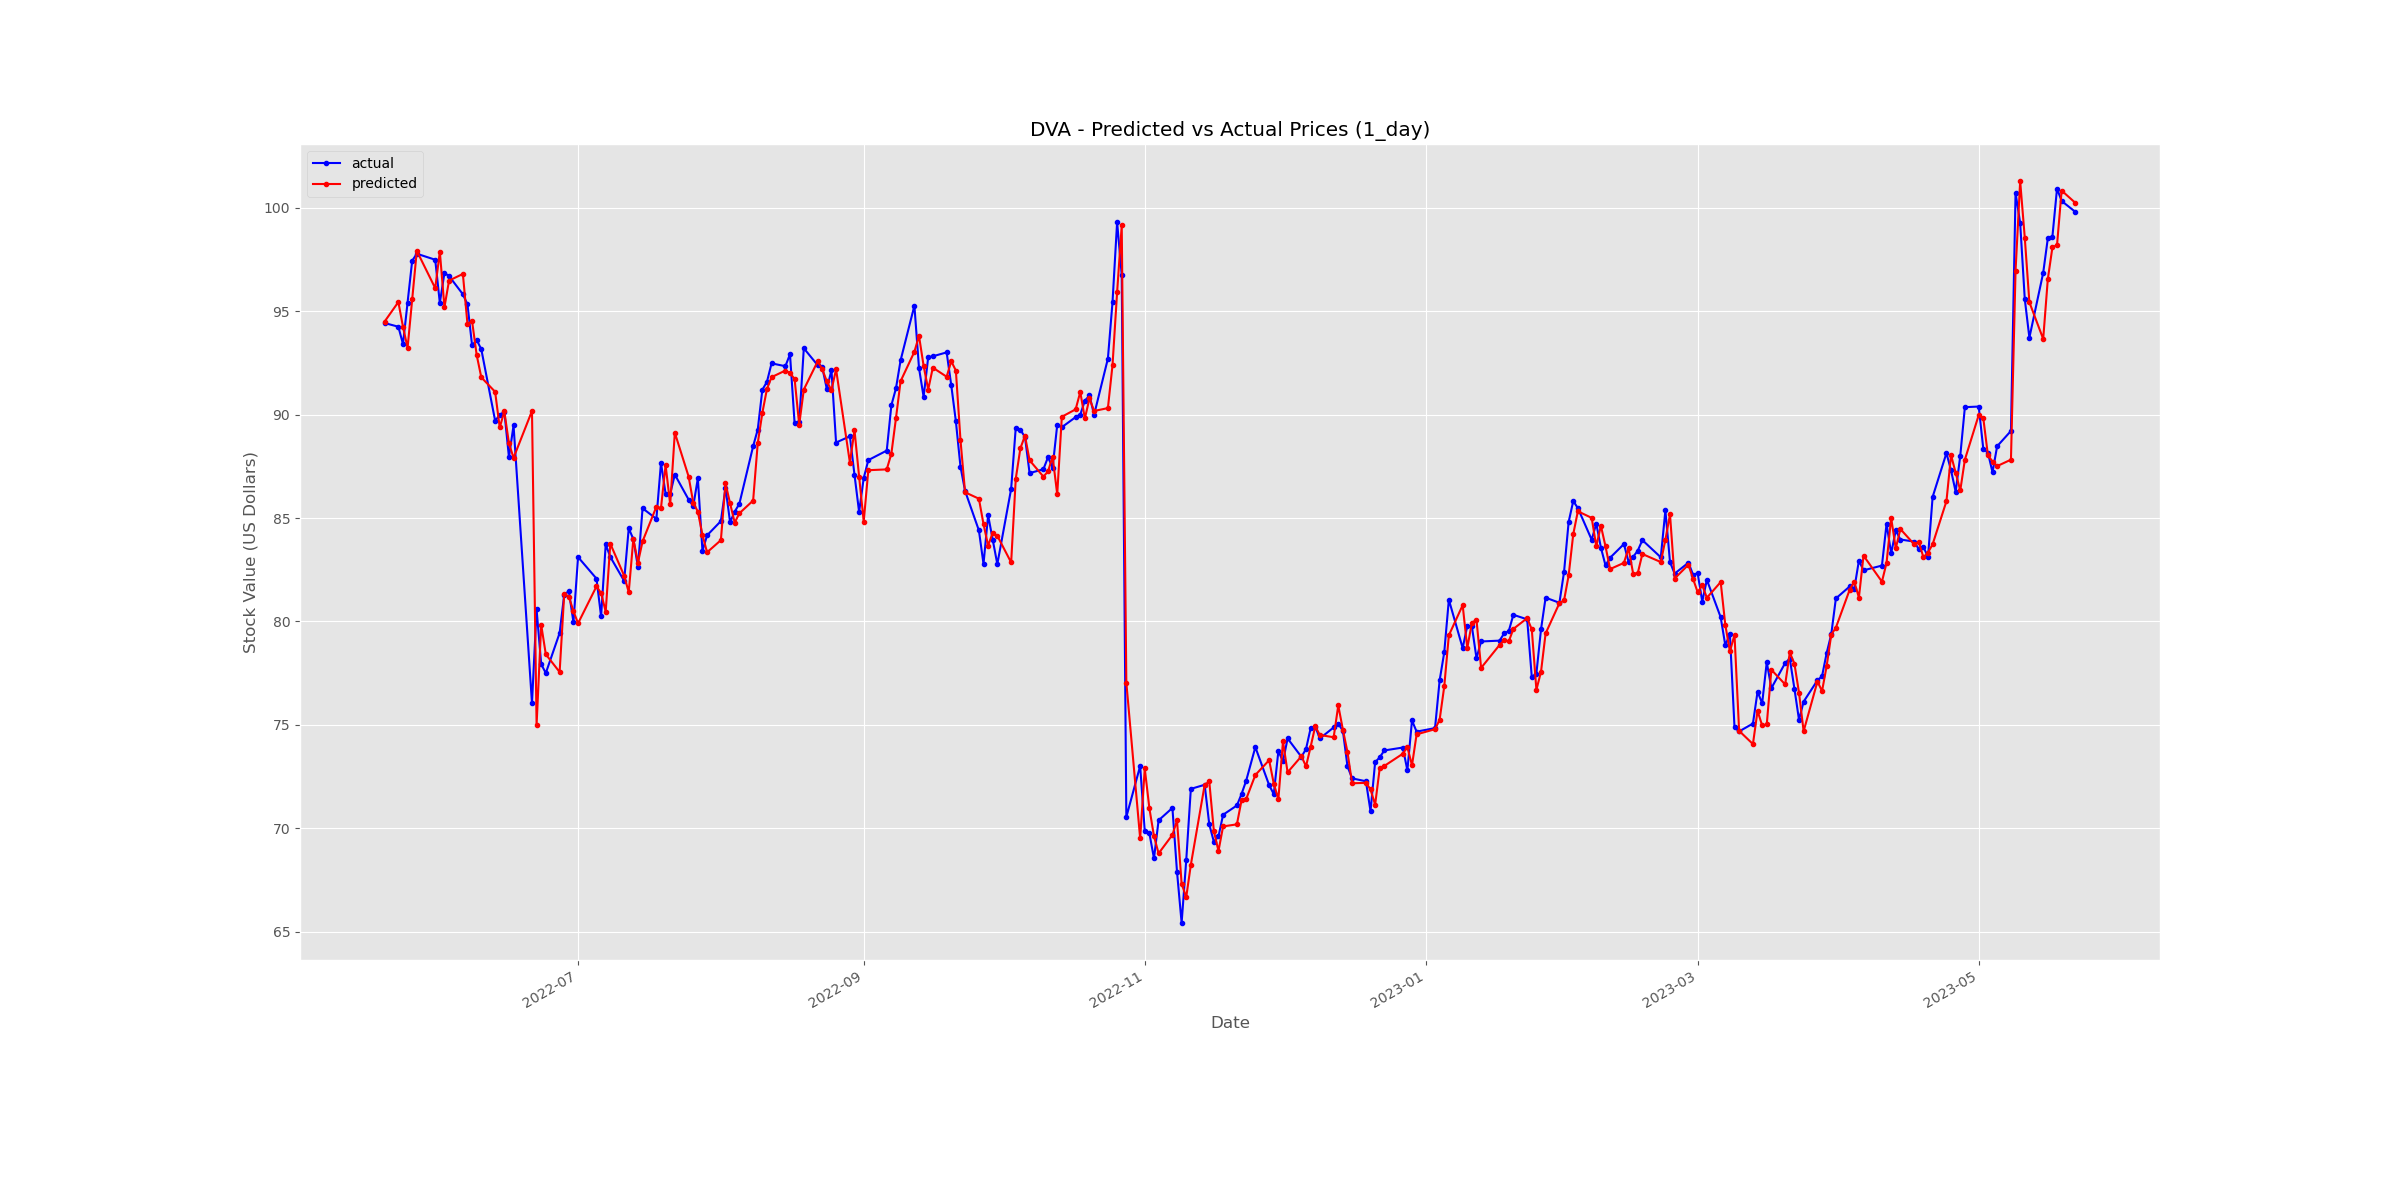 DVA - Predicted vs Actual Prices (1_day)
actual
predicted
100
95
90
85
80
75
70
65
Stock Value (US Dollars)
2022-07
2022-09
2022-11
2023-01
2023-03
2023-05
Date